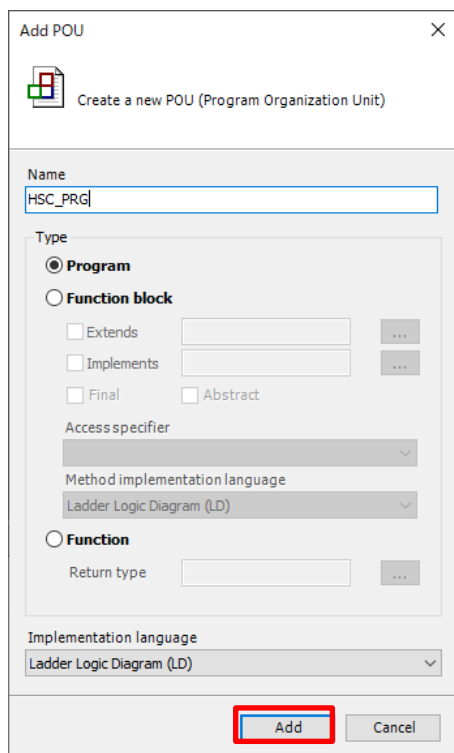 Add POU
Create a new POU (Program Organization Unit)
Name
HSC_PRG
Type
Program
Function block
Extends
...
Implements
...
Final Abstract
Access specifier
Method implementation language
Ladder Logic Diagram (LD)
Function
Return type
...
Implementation language
Ladder Logic Diagram (LD)
Add Cancel